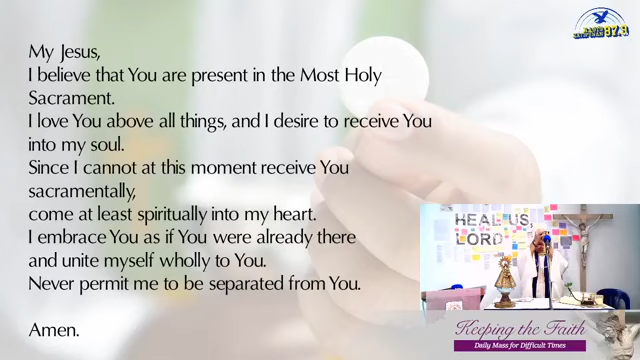 87.9
My Jesus,
I believe that You are present in the Most Holy
Sacrament.
I love You above all things, and I desire to receive You
into my soul.
Since I cannot at this moment receive You
sacramentally,
come at least spiritually into my heart.
I embrace You as if You were already there
and unite myself wholly to You.
Never permit me to be separated from You.
Amen.
HEAL US,
LORD
Keeping the Faith
Daily Mass for Difficult Times